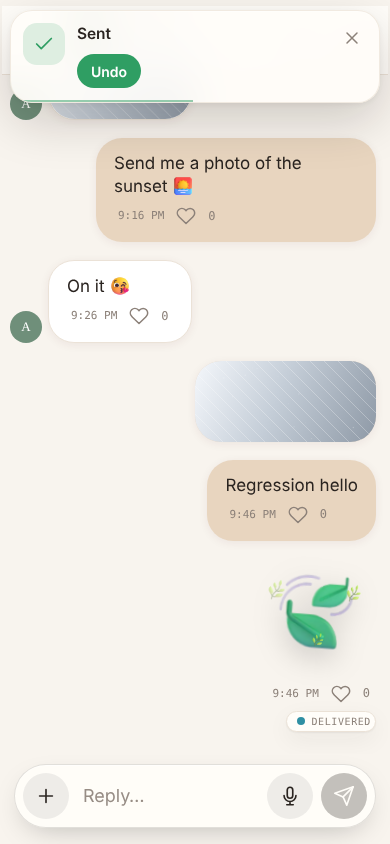 Sent
Undo
A
Send me a photo of the
sunset 🌅
9:16 PM 0
On it 😘
A
9:26 PM 0
Regression hello
9:46 PM 0
9:46 PM 0
DELIVERED
Reply...